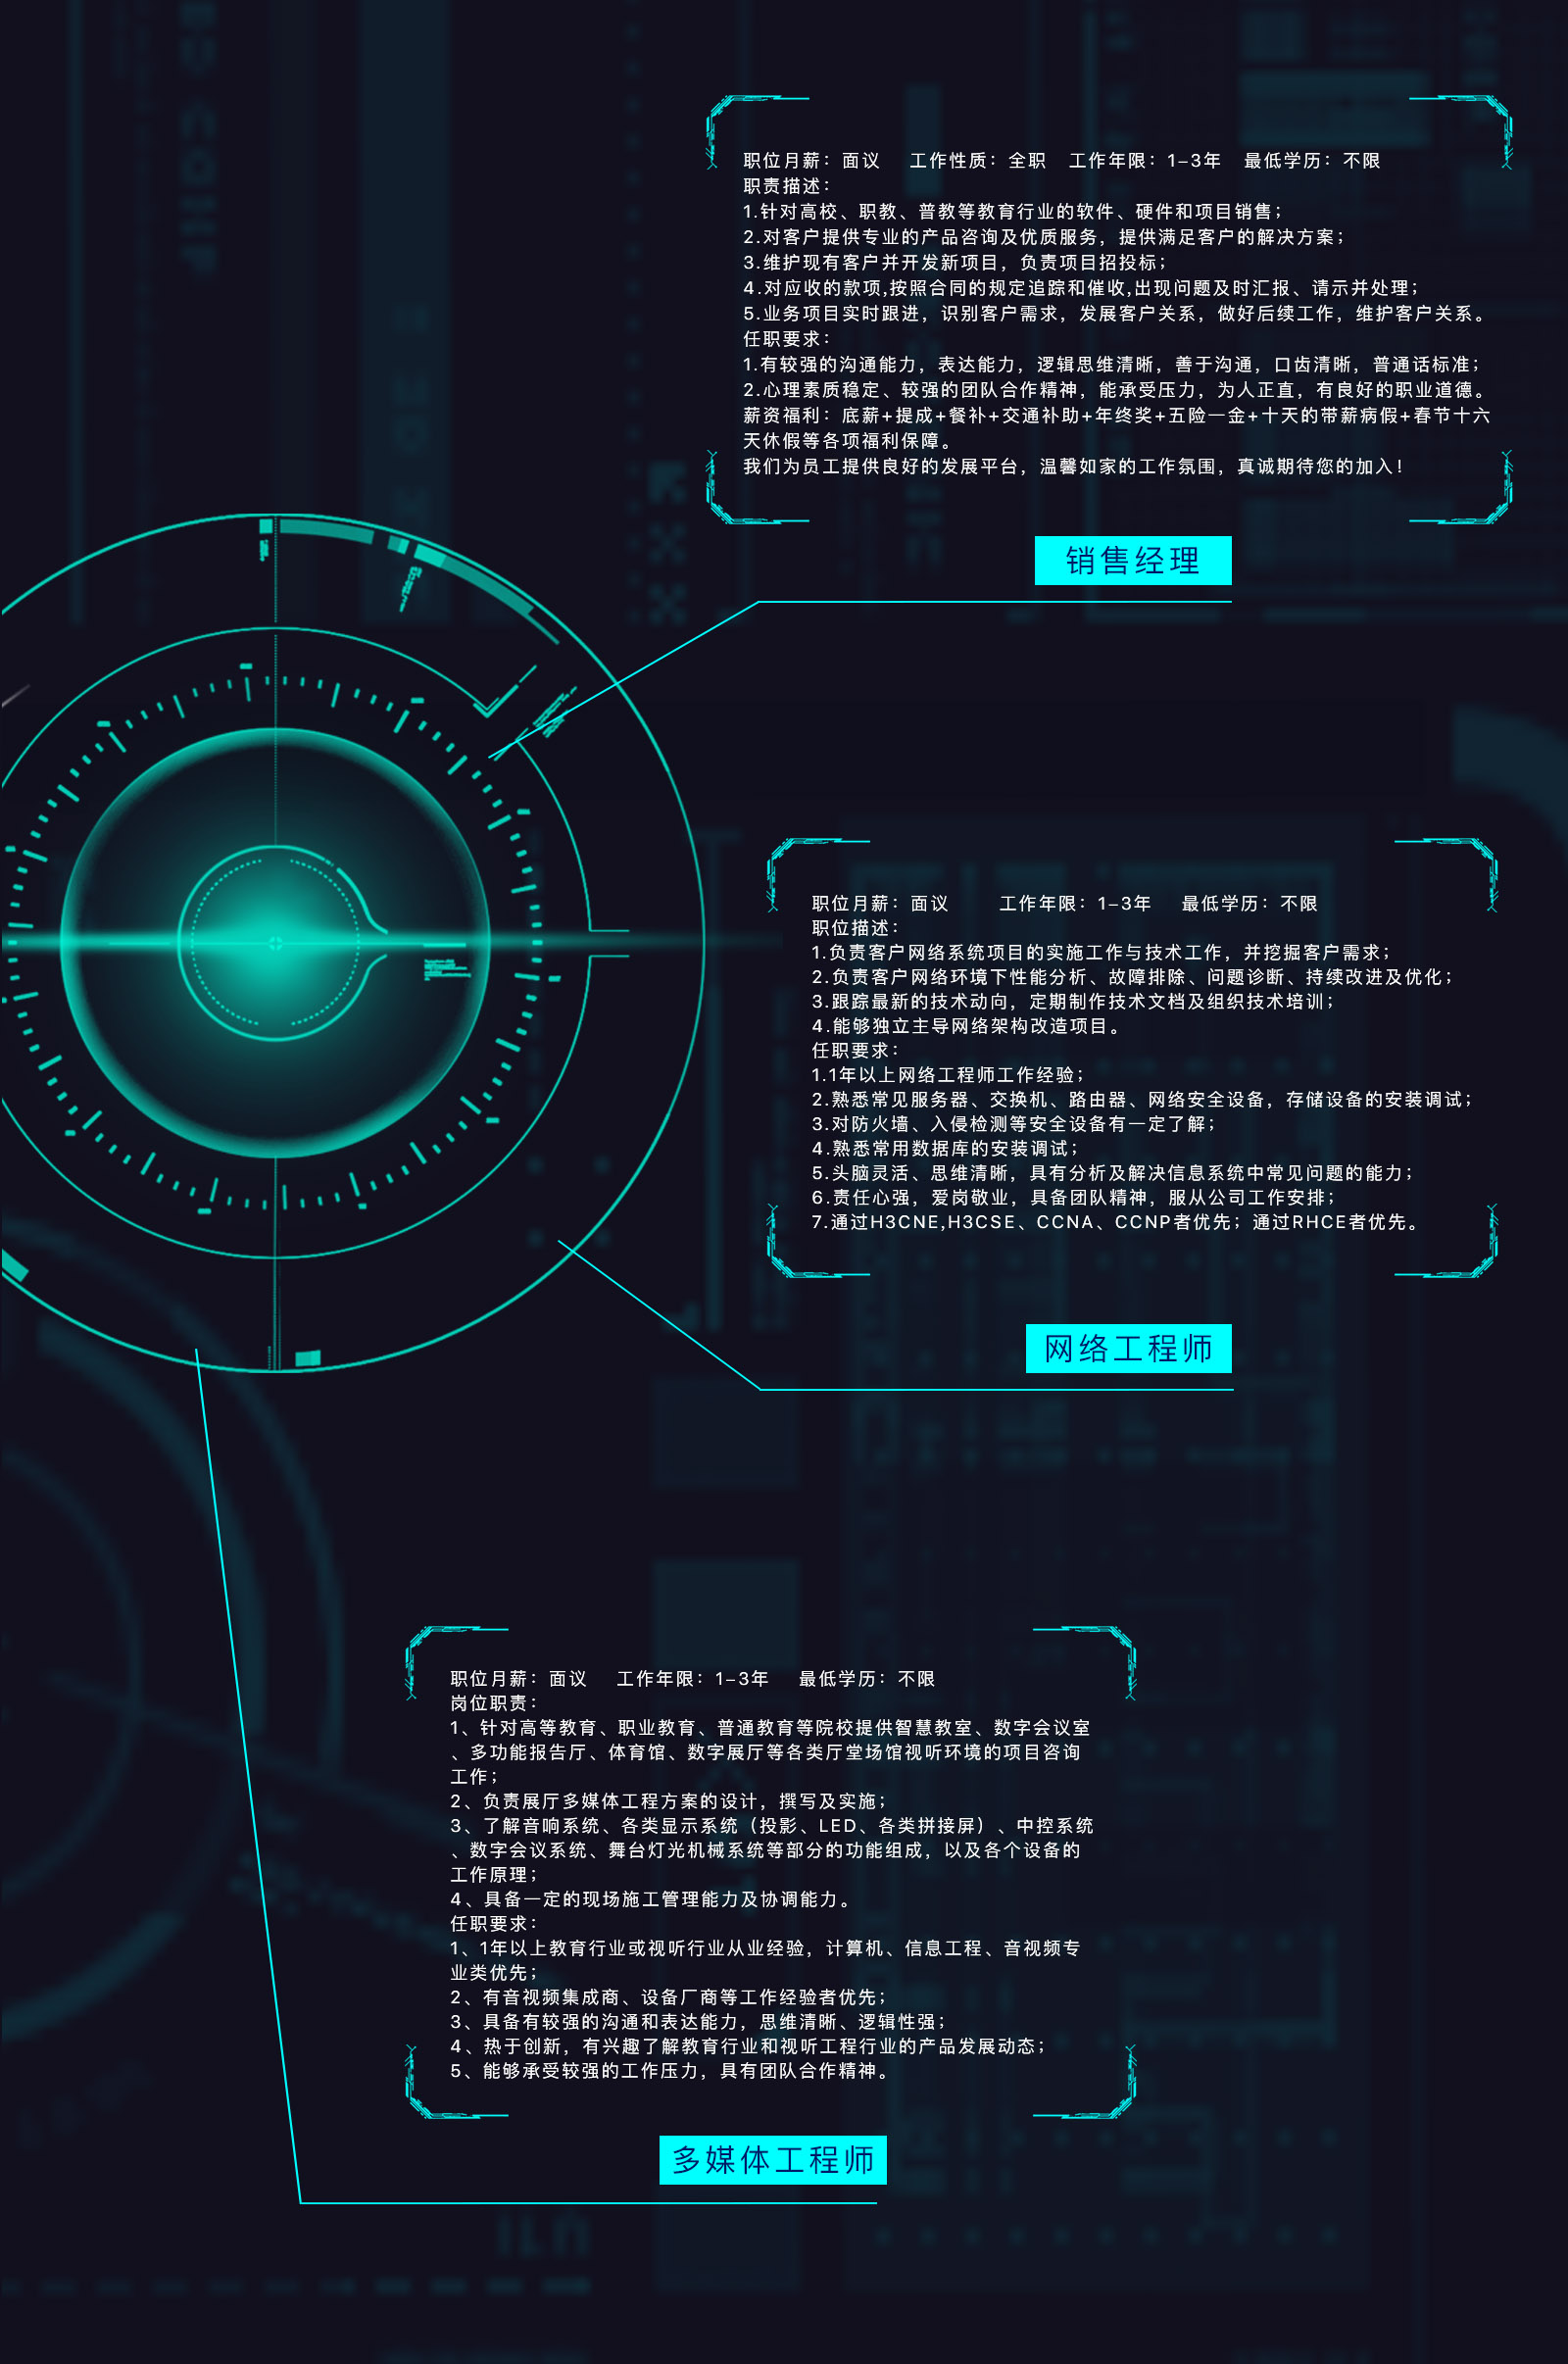 职位月薪：面议 工作性质：全职 工作年限：1–3年 最低学历：不限
职责描述：
1.针对高校、职教、普教等教育行业的软件、硬件和项目销售；
2.对客户提供专业的产品咨询及优质服务，提供满足客户的解决方案；
3.维护现有客户并开发新项目，负责项目招投标；
4.对应收的款项,按照合同的规定追踪和催收,出现问题及时汇报、请示并处理；
5.业务项目实时跟进，识别客户需求，发展客户关系，做好后续工作，维护客户关系。
任职要求：
1.有较强的沟通能力，表达能力，逻辑思维清晰，善于沟通，口齿清晰，普通话标准；
2.心理素质稳定、较强的团队合作精神，能承受压力，为人正直，有良好的职业道德。
薪资福利：底薪+提成+餐补+交通补助+年终奖+五险一金+十天的带薪病假+春节十六
天休假等各项福利保障。
我们为员工提供良好的发展平台，温馨如家的工作氛围，真诚期待您的加入！
销售经理
职位月薪：面议 工作年限：1–3年 最低学历：不限
职位描述：
1.负责客户网络系统项目的实施工作与技术工作，并挖掘客户需求；
2.负责客户网络环境下性能分析、故障排除、问题诊断、持续改进及优化；
3.跟踪最新的技术动向，定期制作技术文档及组织技术培训；
4.能够独立主导网络架构改造项目。
任职要求：
1.1年以上网络工程师工作经验；
2.熟悉常见服务器、交换机、路由器、网络安全设备，存储设备的安装调试；
3.对防火墙、入侵检测等安全设备有一定了解；
4.熟悉常用数据库的安装调试；
5.头脑灵活、思维清晰，具有分析及解决信息系统中常见问题的能力；
6.责任心强，爱岗敬业，具备团队精神，服从公司工作安排；
7.通过H3CNE,H3CSE、CCNA、CCNP者优先；通过RHCE者优先。
网络工程师
职位月薪：面议 工作年限：1–3年 最低学历：不限
岗位职责：
1、针对高等教育、职业教育、普通教育等院校提供智慧教室、数字会议室
、多功能报告厅、体育馆、数字展厅等各类厅堂场馆视听环境的项目咨询
工作；
2、负责展厅多媒体工程方案的设计，撰写及实施；
3、了解音响系统、各类显示系统（投影、LED、各类拼接屏）、中控系统
、数字会议系统、舞台灯光机械系统等部分的功能组成，以及各个设备的
工作原理；
4、具备一定的现场施工管理能力及协调能力。
任职要求：
1、1年以上教育行业或视听行业从业经验，计算机、信息工程、音视频专
业类优先；
2、有音视频集成商、设备厂商等工作经验者优先；
3、具备有较强的沟通和表达能力，思维清晰、逻辑性强；
4、热于创新，有兴趣了解教育行业和视听工程行业的产品发展动态；
5、能够承受较强的工作压力，具有团队合作精神。
多媒体工程师